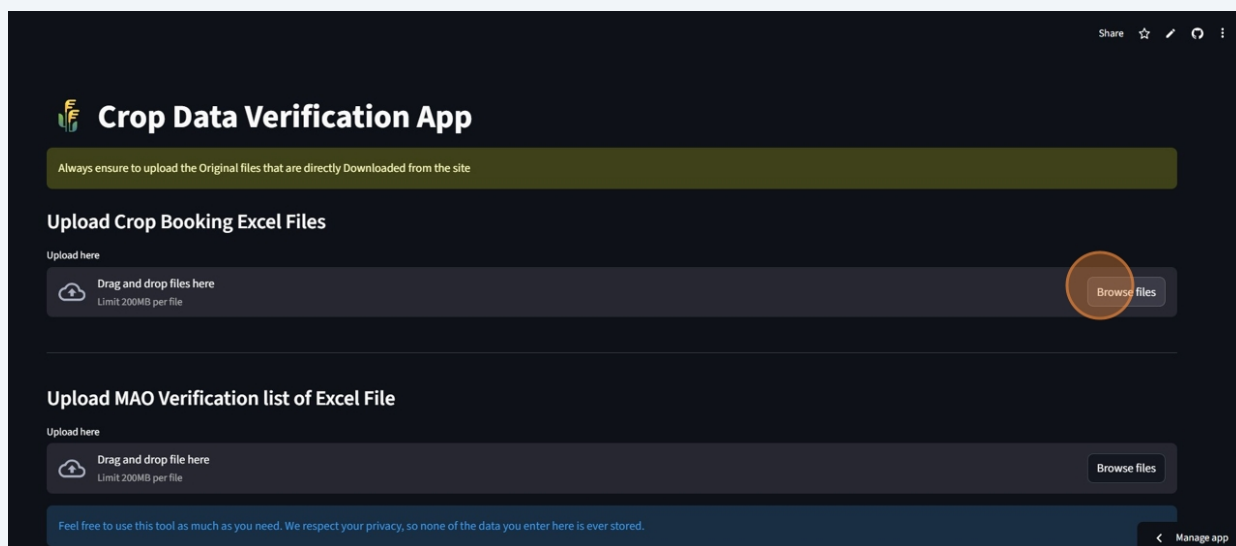 Share
Crop Data Verification App
Always ensure to upload the Original files that are directly Downloaded from the site
Upload Crop Booking Excel Files
Upload here
Drag and drop files here
Limit 200MB per file
Browse files
Upload MAO Verification list of Excel File
Upload here
Drag and drop file here
Limit 200MB per file
Browse files
Feel free to use this tool as much as you need. We respect your privacy, so none of the data you enter here is ever stored.
Manage app